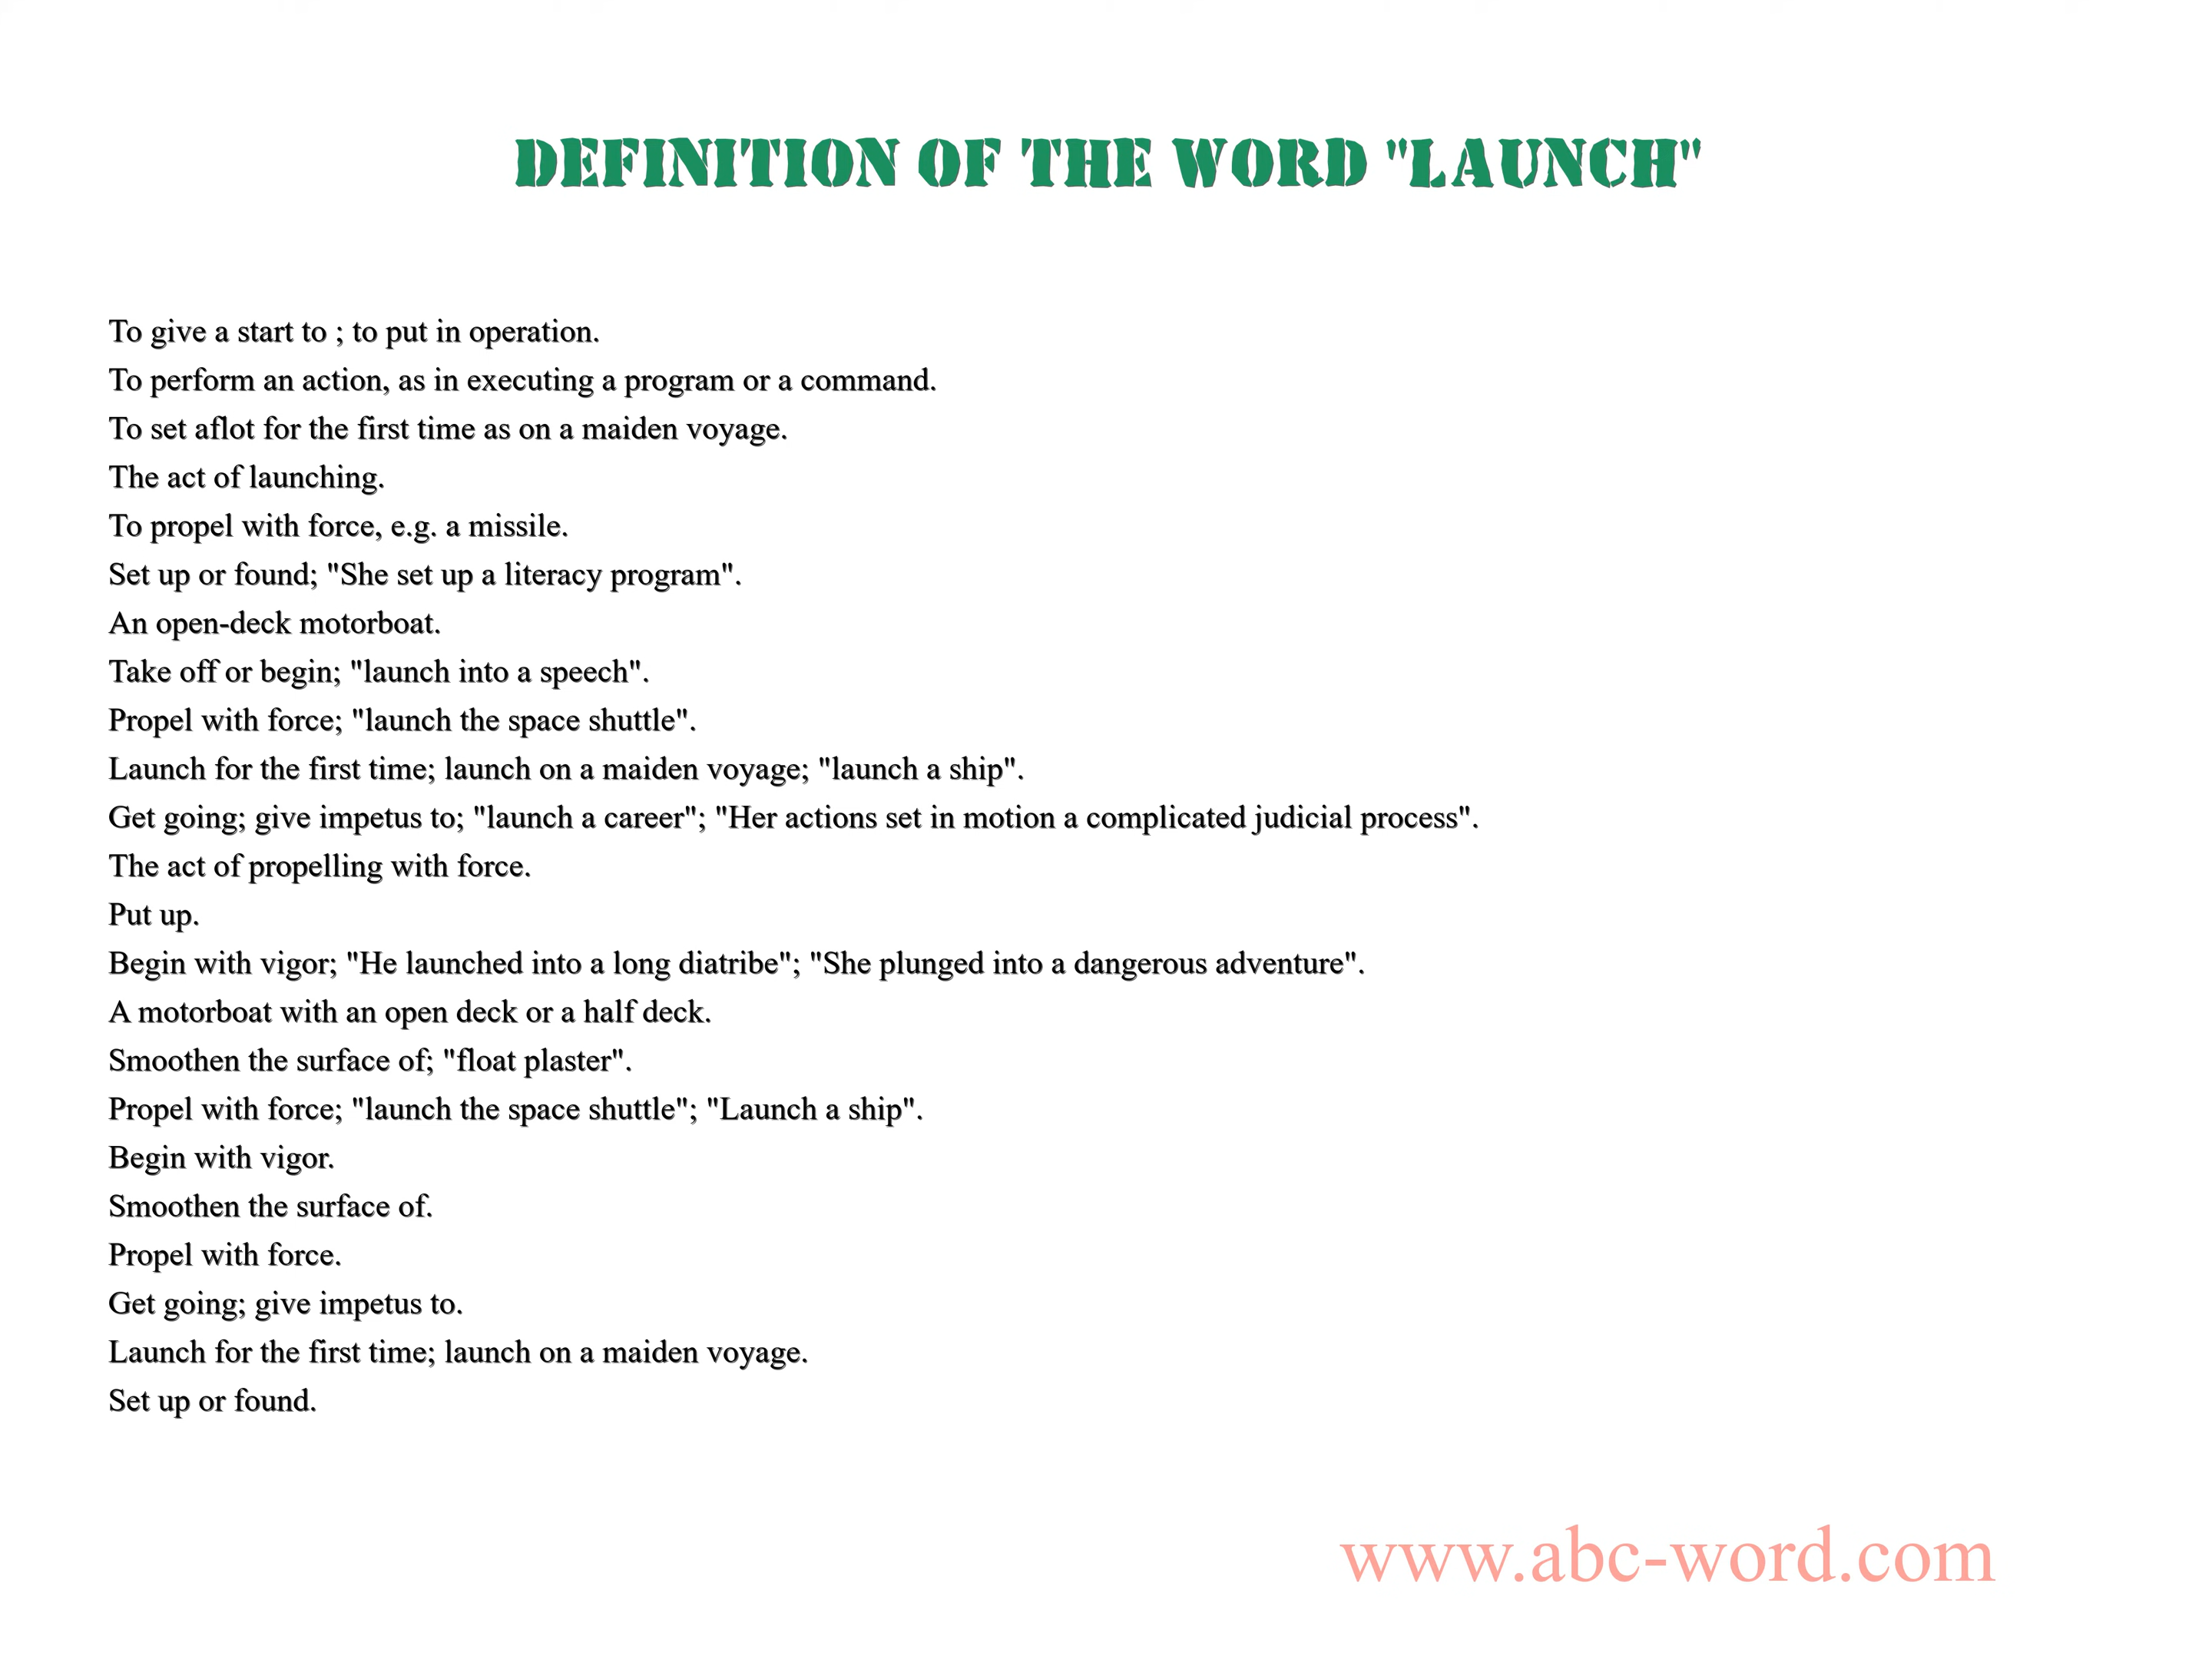 DEFINITION OF THE WORD "LAUNCH"
To give a start to ; to put in operation.
To perform an action, as in executing a program or a command.
To set aflot for the first time as on a maiden voyage.
The act of launching.
To propel with force, e.g. a missile.
Set up or found; "She set up a literacy program".
An open-deck motorboat.
Take off or begin; "launch into a speech".
Propel with force; "launch the space shuttle".
Launch for the first time; launch on a maiden voyage; "launch a ship".
Get going; give impetus to; "launch a career"; "Her actions set in motion a complicated judicial process".
The act of propelling with force.
Put up.
Begin with vigor; "He launched into a long diatribe"; "She plunged into a dangerous adventure".
A motorboat with an open deck or a half deck.
Smoothen the surface of; "float plaster".
Propel with force; "launch the space shuttle"; "Launch a ship".
Begin with vigor.
Smoothen the surface of.
Propel with force.
Get going; give impetus to.
Launch for the first time; launch on a maiden voyage.
Set up or found.
www.abc-word.com